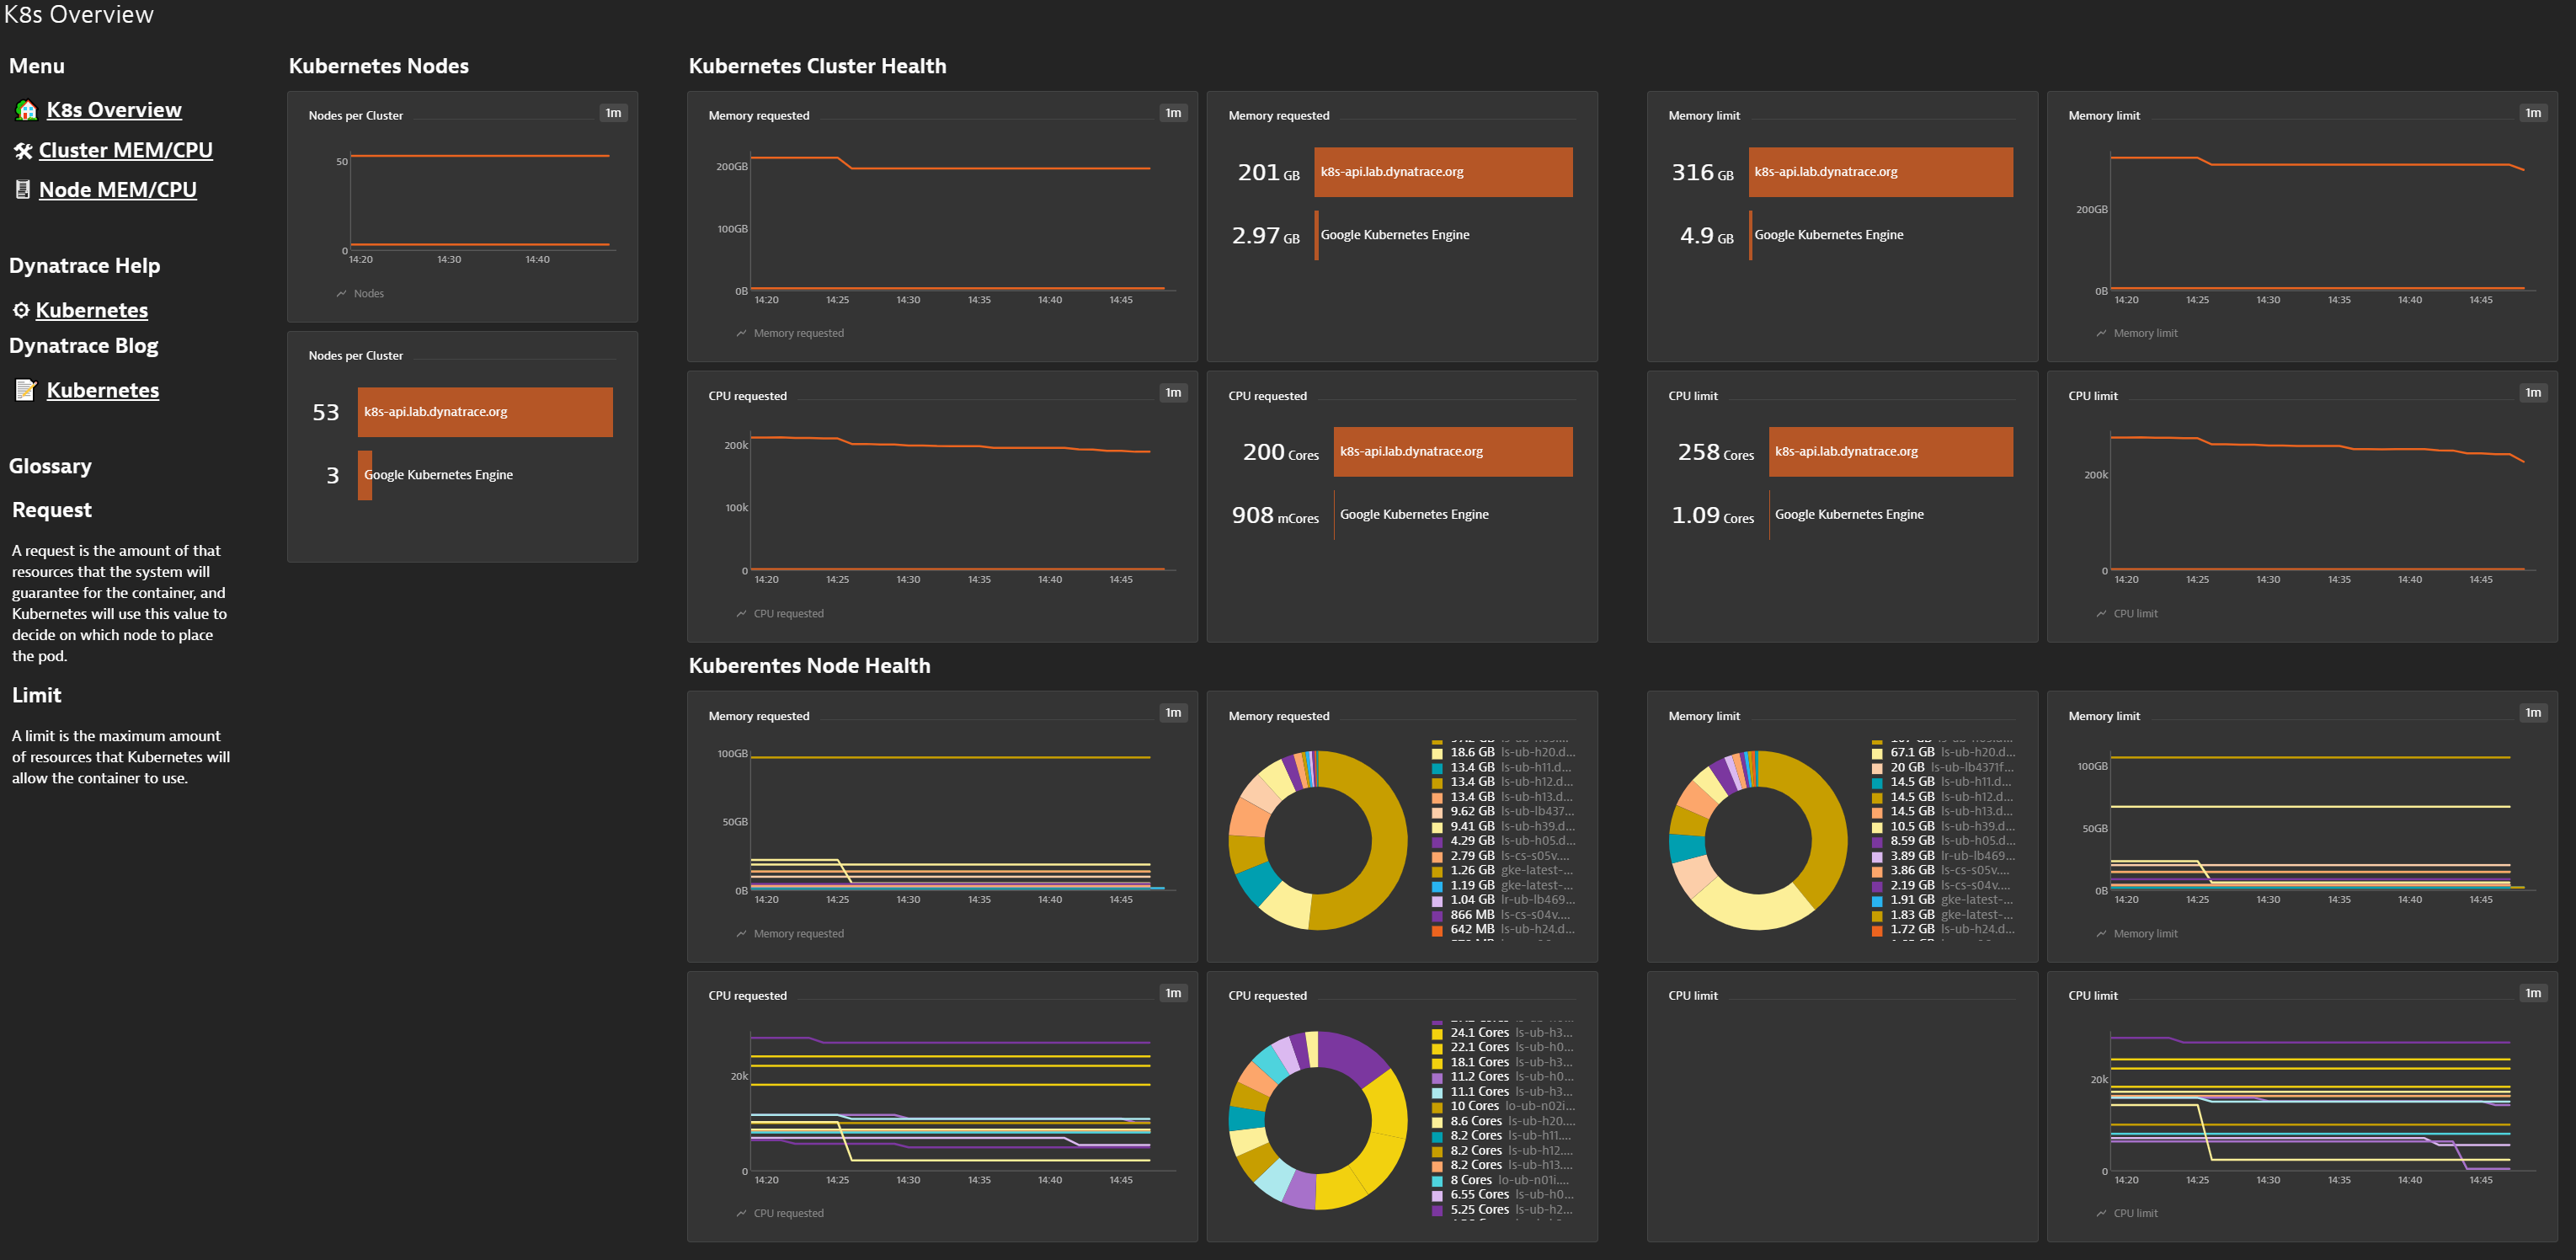 K8s Overview
Menu
K8s Overview
Cluster MEM/CPU
Node MEM/CPU
Dynatrace Help
Kubernetes
Dynatrace Blog
Kubernetes
Glossary
Request
A request is the amount of that
resources that the system will
guarantee for the container, and
Kubernetes will use this value to
decide on which node to place
the pod.
Limit
A limit is the maximum amount
of resources that Kubernetes will
allow the container to use.
Kubernetes Nodes
Nodes per Cluster 1m
50
0
14:20 14:30 14:40
Nodes
Nodes per Cluster
53 k8s-api.lab.dynatrace.org
3 Google Kubernetes Engine
Kubernetes Cluster Health
Memory requested 1m
200GB
100GB
0B
14:20 14:25 14:30 14:35 14:40 14:45
Memory requested
Memory requested
201 GB k8s-api.lab.dynatrace.org
2.97 GB Google Kubernetes Engine
Memory limit
316 GB k8s-api.lab.dynatrace.org
4.9 GB Google Kubernetes Engine
Memory limit 1m
200GB
0B
14:20 14:25 14:30 14:35 14:40 14:45
Memory limit
CPU requested 1m
200k
100k
0
14:20 14:25 14:30 14:35 14:40 14:45
CPU requested
CPU requested
200 Cores k8s-api.lab.dynatrace.org
908 mCores Google Kubernetes Engine
CPU limit
258 Cores k8s-api.lab.dynatrace.org
1.09 Cores Google Kubernetes Engine
CPU limit 1m
200k
0
14:20 14:25 14:30 14:35 14:40 14:45
CPU limit
Kuberentes Node Health
Memory requested 1m
100GB
50GB
0B
14:20 14:25 14:30 14:35 14:40 14:45
Memory requested
Memory requested
18.6 GB ls-ub-h20.d...
13.4 GB ls-ub-h11.d...
13.4 GB ls-ub-h12.d...
13.4 GB ls-ub-h13.d...
9.62 GB ls-ub-lb437...
9.41 GB ls-ub-h39.d...
4.29 GB ls-ub-h05.d...
2.79 GB ls-cs-s05v....
1.26 GB gke-latest-...
1.19 GB gke-latest-...
1.04 GB lr-ub-lb469...
866 MB ls-cs-s04v....
642 MB ls-ub-h24.d...
Memory limit
67.1 GB ls-ub-h20.d...
20 GB ls-ub-lb4371f...
14.5 GB ls-ub-h11.d...
14.5 GB ls-ub-h12.d...
14.5 GB ls-ub-h13.d...
10.5 GB ls-ub-h39.d...
8.59 GB ls-ub-h05.d...
3.89 GB lr-ub-lb469...
3.86 GB ls-cs-s05v....
2.19 GB ls-cs-s04v....
1.91 GB gke-latest-...
1.83 GB gke-latest-...
1.72 GB ls-ub-h24.d...
Memory limit 1m
100GB
50GB
0B
14:20 14:25 14:30 14:35 14:40 14:45
Memory limit
CPU requested 1m
20k
0
14:20 14:25 14:30 14:35 14:40 14:45
CPU requested
CPU requested
24.1 Cores ls-ub-h3...
22.1 Cores ls-ub-h0...
18.1 Cores ls-ub-h3...
11.2 Cores ls-ub-h0...
11.1 Cores ls-ub-h3...
10 Cores lo-ub-n02i...
8.6 Cores ls-ub-h20...
8.2 Cores ls-ub-h11....
8.2 Cores ls-ub-h12....
8.2 Cores ls-ub-h13....
8 Cores lo-ub-n01i....
6.55 Cores ls-ub-h0...
5.25 Cores ls-ub-h2...
CPU limit
CPU limit 1m
20k
0
14:20 14:25 14:30 14:35 14:40 14:45
CPU limit